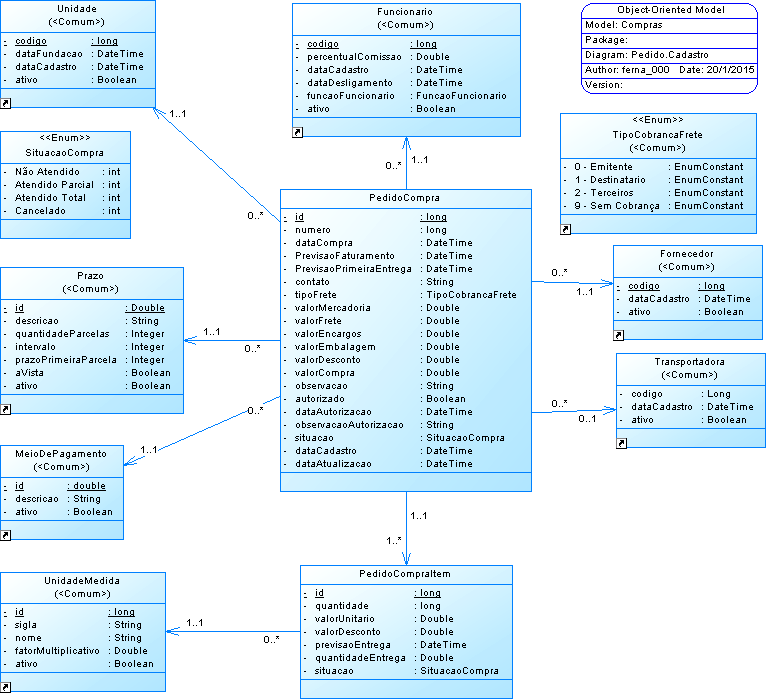 Unidade
(<Comum>)
- codigo : long
- dataFundacao : DateTime
- dataCadastro : DateTime
- ativo : Boolean
Funcionario
(<Comum>)
- codigo : long
- percentualComissao : Double
- dataCadastro : DateTime
- dataDesligamento : DateTime
- funcaoFuncionario : FuncaoFuncionario
- ativo : Boolean
Object-Oriented Model
Model: Compras
Package:
Diagram: Pedido.Cadastro
Author: ferna_000 Date: 20/1/2015
Version:
<<Enum>>
SituacaoCompra
- Não Atendido : int
- Atendido Parcial : int
- Atendido Total : int
- Cancelado : int
<<Enum>>
TipoCobrancaFrete
(<Comum>)
- 0 - Emitente : EnumConstant
- 1 - Destinatario : EnumConstant
- 2 - Terceiros : EnumConstant
- 9 - Sem Cobrança : EnumConstant
1..1
0..*
0..*
1..1
PedidoCompra
- id : long
- numero : long
- dataCompra : DateTime
- PrevisaoFaturamento : DateTime
- PrevisaoPrimeiraEntrega : DateTime
- contato : String
- tipoFrete : TipoCobrancaFrete
- valorMercadoria : Double
- valorFrete : Double
- valorEncargos : Double
- valorEmbalagem : Double
- valorDesconto : Double
- valorCompra : Double
- observacao : String
- autorizado : Boolean
- dataAutorizacao : DateTime
- observacaoAutorizacao : String
- situacao : SituacaoCompra
- dataCadastro : DateTime
- dataAtualizacao : DateTime
0..*
1..1
Fornecedor
(<Comum>)
- codigo : long
- dataCadastro : DateTime
- ativo : Boolean
Prazo
(<Comum>)
- id : Double
- descricao : String
- quantidadeParcelas : Integer
- intervalo : Integer
- prazoPrimeiraParcela : Integer
- aVista : Boolean
- ativo : Boolean
1..1
0..*
0..*
0..1
Transportadora
(<Comum>)
- codigo : Long
- dataCadastro : DateTime
- ativo : Boolean
0..*
1..1
MeioDePagamento
(<Comum>)
- id : double
- descricao : String
- ativo : Boolean
1..1
1..*
UnidadeMedida
(<Comum>)
- id : long
- sigla : String
- nome : String
- fatorMultiplicativo : Double
- ativo : Boolean
1..1
0..*
PedidoCompraItem
- id : long
- quantidade : long
- valorUnitario : Double
- valorDesconto : Double
- previsaoEntrega : DateTime
- quantidadeEntrega : Double
- situacao : SituacaoCompra